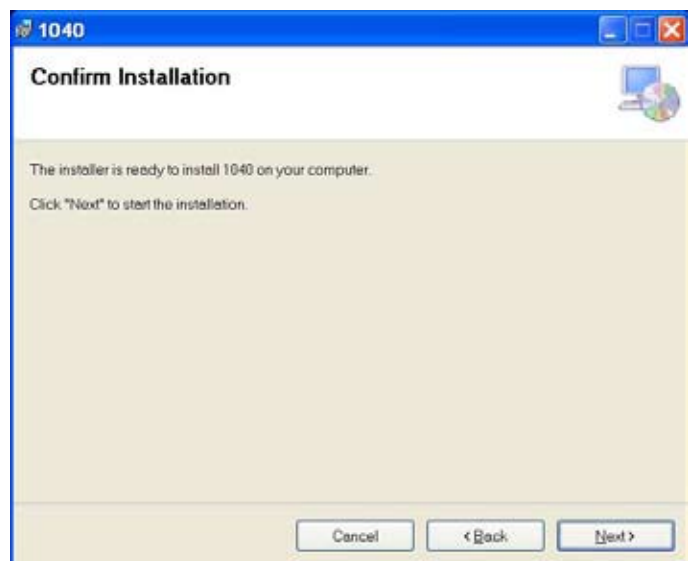 1040
Confirm Installation
The installer is ready to install 1040 on your computer.
Click "Next" to start the installation.
Cancel
< Back
Next >